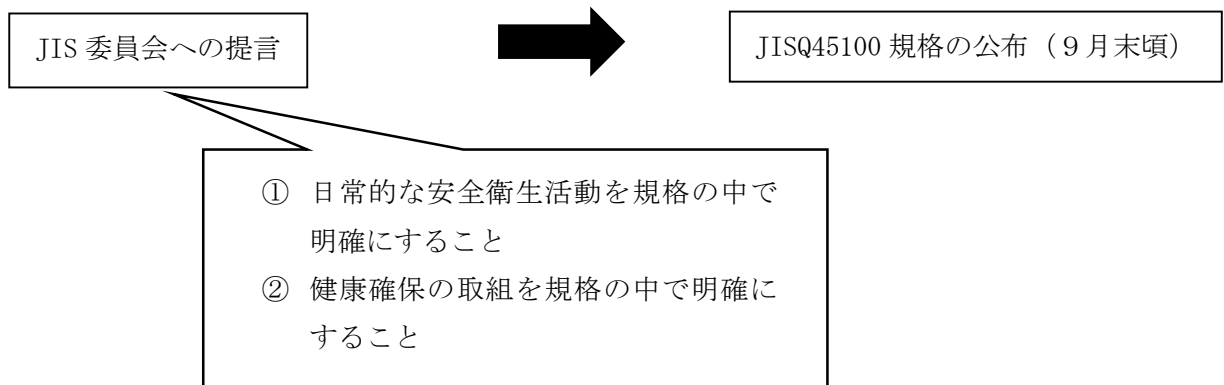 JIS 委員会への提言
JISQ45100 規格の公布（９月末頃）
① 日常的な安全衛生活動を規格の中で
明確にすること
② 健康確保の取組を規格の中で明確に
すること